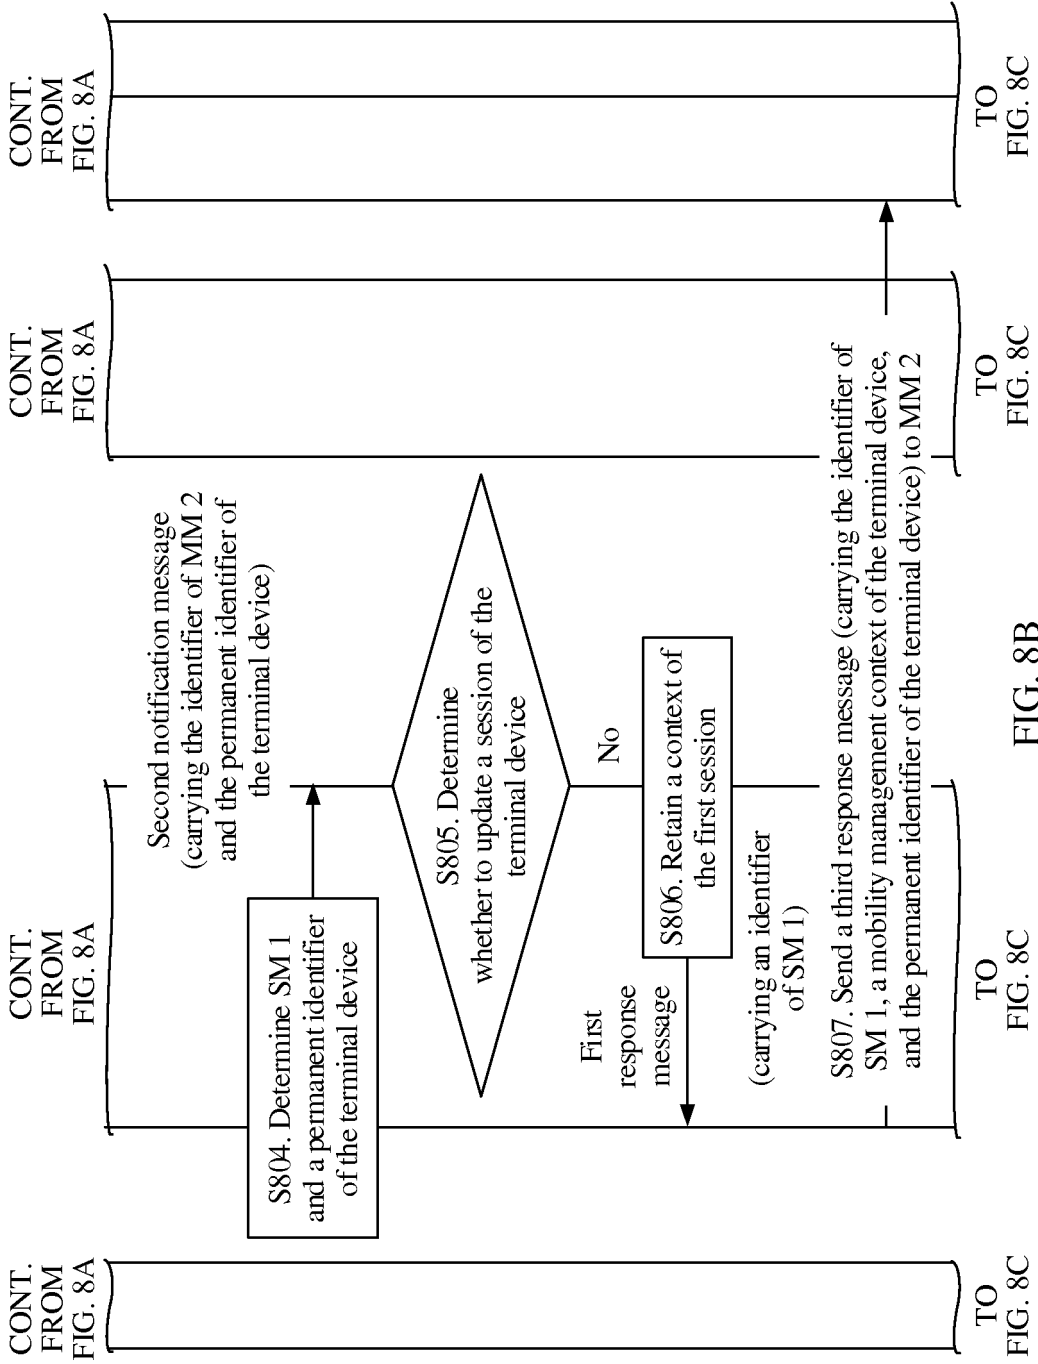 CONT.
FROM
FIG. 8A
CONT.
FROM
FIG. 8A
CONT.
FROM
FIG. 8A
CONT.
FROM
FIG. 8A
Second notification message
(carrying the identifier of MM 2
and the permanent identifier of
the terminal device)
S804. Determine SM 1
and a permanent identifier
of the terminal device
S805. Determine
whether to update a session of the
terminal device
No
First
response
message
(carrying an identifier
of SM 1)
S806. Retain a context of
the first session
S807. Send a third response message (carrying the identifier of
SM 1, a mobility management context of the terminal device,
and the permanent identifier of the terminal device) to MM 2
TO
FIG. 8C
TO
FIG. 8C
TO
FIG. 8C
TO
FIG. 8C
FIG. 8B